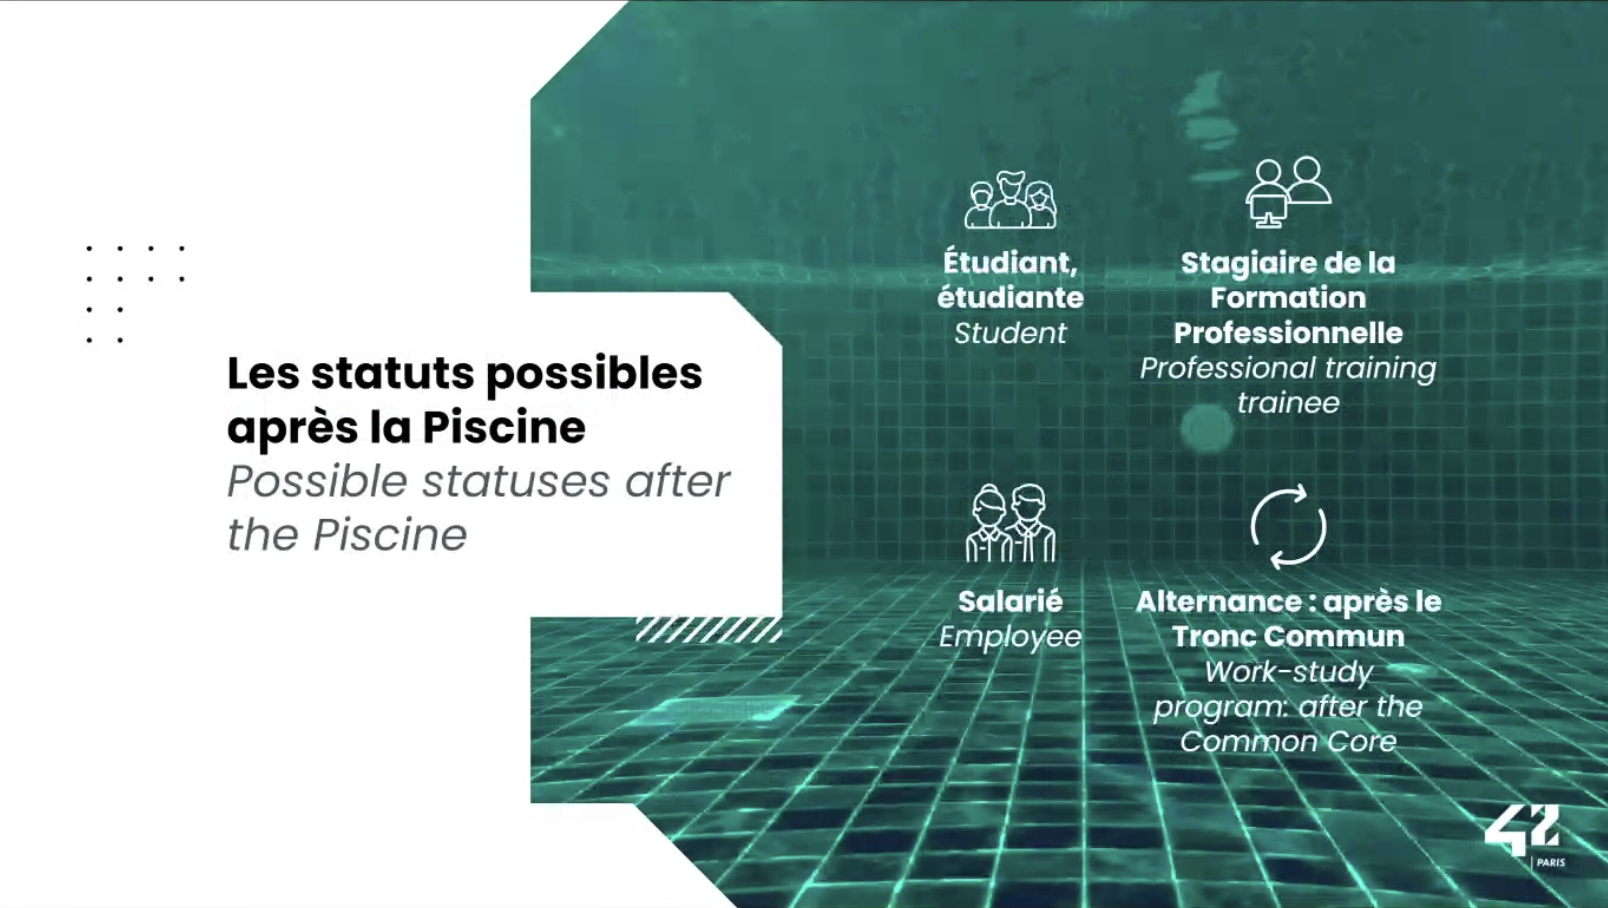 Les statuts possibles
après la Piscine
Possible statuses after
the Piscine
Étudiant,
étudiante
Student
Stagiaire de la
Formation
Professionnelle
Professional training
trainee
Salarié
Employee
Alternance : après le
Tronc Commun
Work-study
program: after the
Common Core
42
PARIS